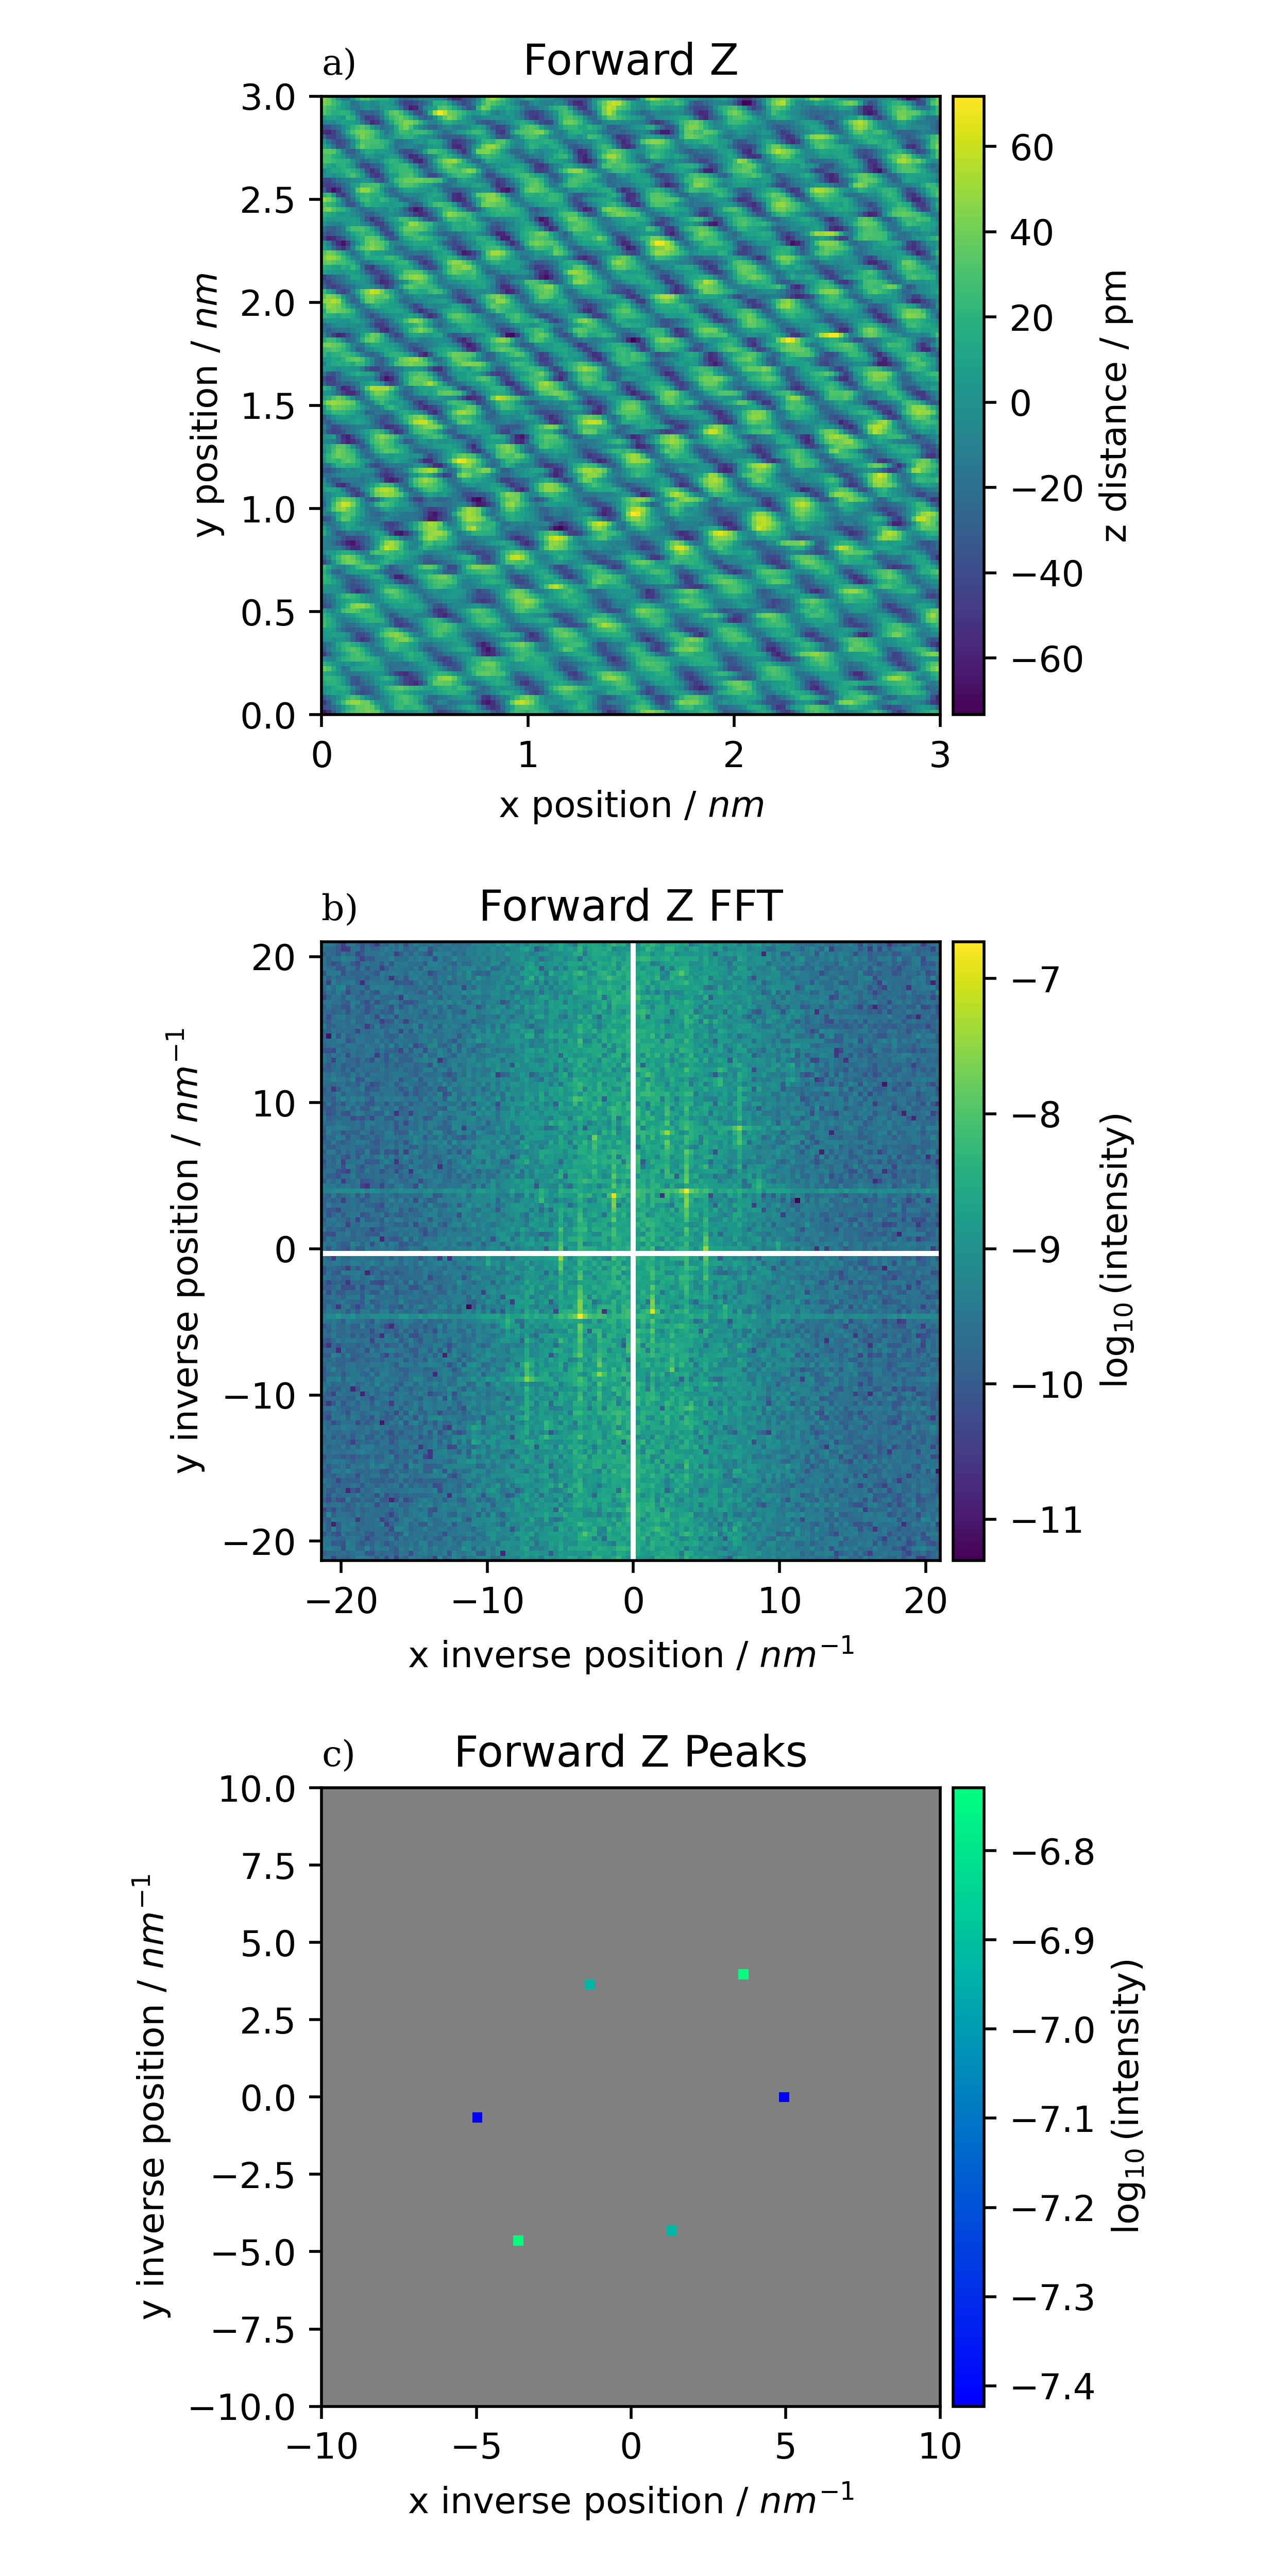 a) Forward Z
3.0
2.5
2.0
1.5
1.0
0.5
0.0
y position / nm
0 1 2 3
x position / nm
60
40
20
0
−20
−40
−60
z distance / pm
b) Forward Z FFT
20
10
0
−10
−20
y inverse position / nm⁻¹
−20 −10 0 10 20
x inverse position / nm⁻¹
−7
−8
−9
−10
−11
log₁₀(intensity)
c) Forward Z Peaks
10.0
7.5
5.0
2.5
0.0
−2.5
−5.0
−7.5
−10.0
y inverse position / nm⁻¹
−10 −5 0 5 10
x inverse position / nm⁻¹
−6.8
−6.9
−7.0
−7.1
−7.2
−7.3
−7.4
log₁₀(intensity)